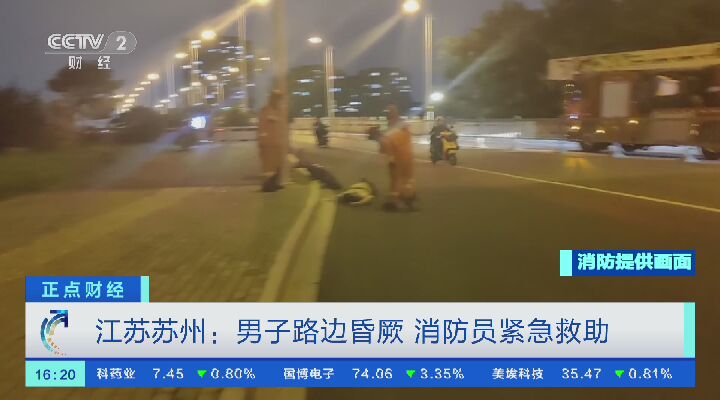 CCTV 2
财经
消防提供画面
正点财经
江苏苏州：男子路边昏厥 消防员紧急救助
16:20 科药业 7.45 ▼0.80% 国博电子 74.06 ▼3.35% 美埃科技 35.47 ▼0.81%